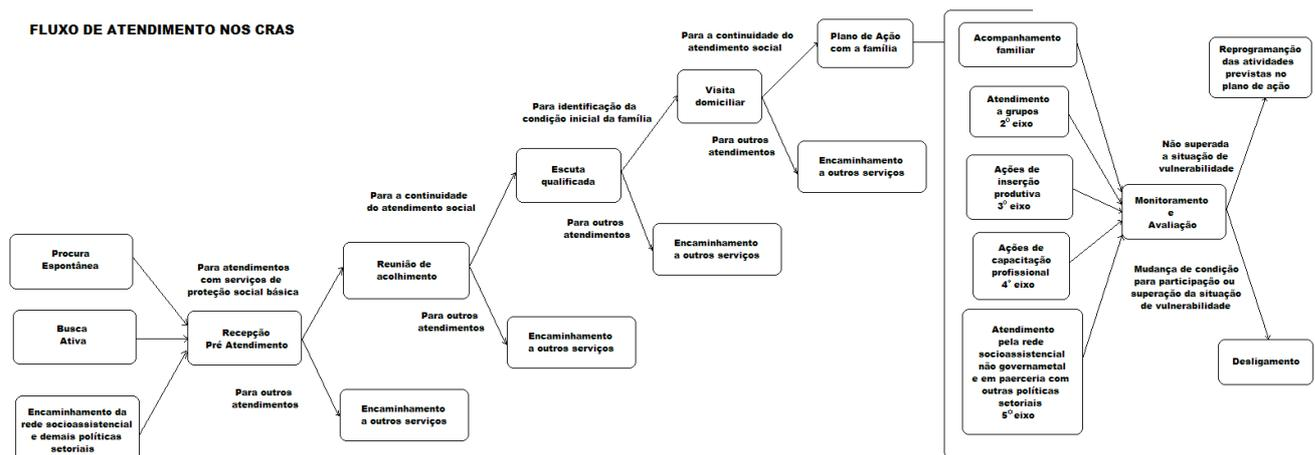 FLUXO DE ATENDIMENTO NOS CRAS
Procura
Espontânea
Busca
Ativa
Encaminhamento da
rede socioassistencial
e demais políticas
setoriais
Para atendimentos
com serviços de
proteção social básica
Recepção
Pré Atendimento
Para outros
atendimentos
Para a continuidade
do atendimento social
Reunião de
acolhimento
Encaminhamento
a outros serviços
Para outros
atendimentos
Para identificação da
condição inicial da família
Escuta
qualificada
Encaminhamento
a outros serviços
Para outros
atendimentos
Para a continuidade do
atendimento social
Visita
domiciliar
Encaminhamento
a outros serviços
Para outros
atendimentos
Plano de Ação
com a família
Encaminhamento
a outros serviços
Acompanhamento
familiar
Atendimento
a grupos
2º eixo
Ações de
inserção
produtiva
3º eixo
Ações de
capacitação
profissional
4º eixo
Atendimento
pela rede
socioassistencial
não governametal
e em paerceria com
outras políticas
setoriais
5º eixo
Monitoramento
e
Avaliação
Não superada
a situação de
vulnerabilidade
Reprogramanção
das atividades
previstas no
plano de ação
Mudança de condição
para participação ou
superação da situação
de vulnerabilidade
Desligamento